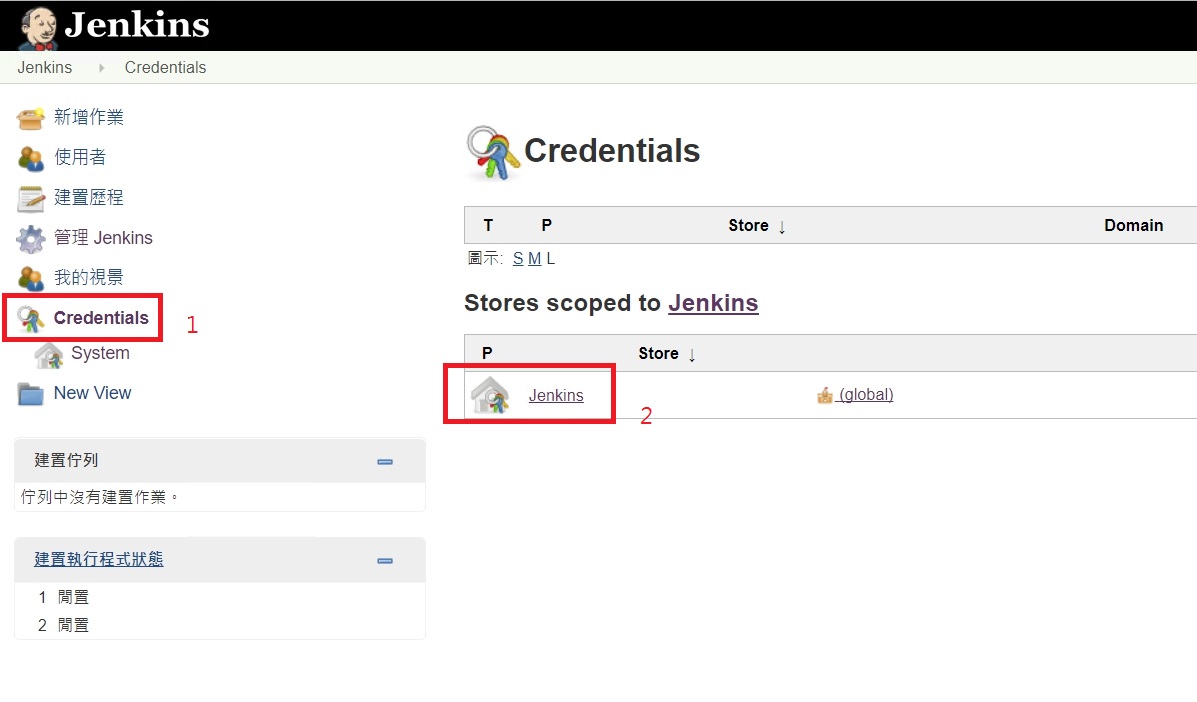 Jenkins
Jenkins Credentials
新增作業
使用者
建置歷程
管理 Jenkins
我的視景
Credentials 1
System
New View
建置佇列
佇列中沒有建置作業。
建置執行程式狀態
1 閒置
2 閒置
Credentials
T P Store ↓ Domain
圖示: S M L
Stores scoped to Jenkins
P Store ↓
Jenkins (global)
2